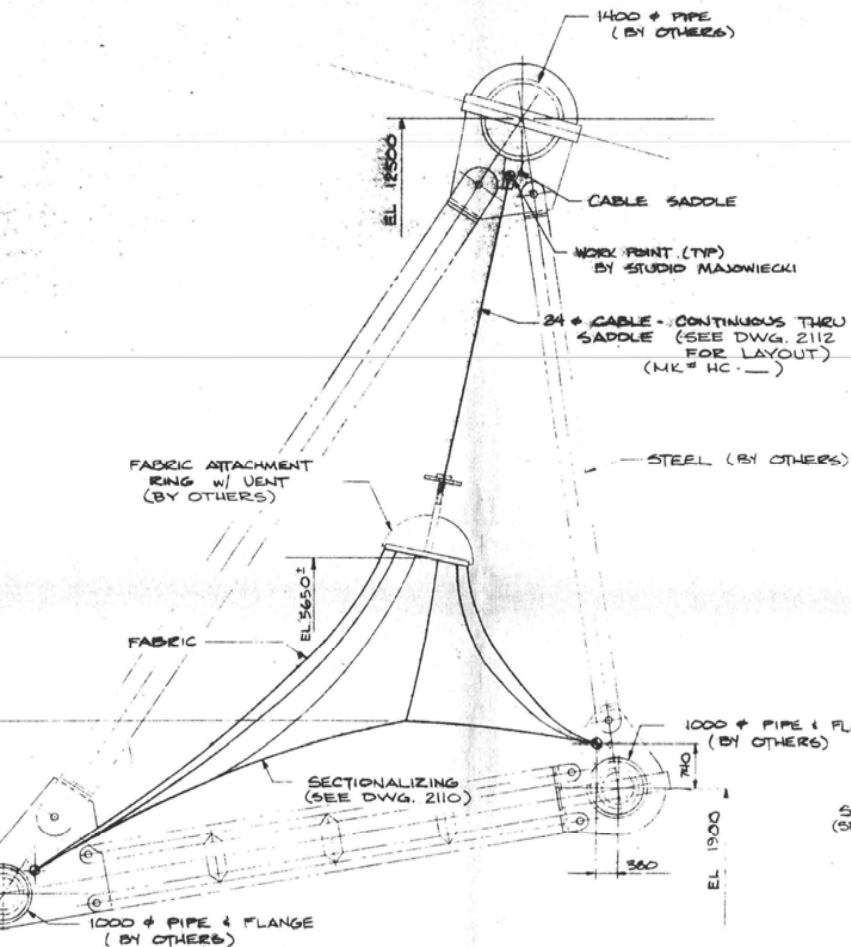 1400 ⌀ PIPE
(BY OTHERS)
EL 12500
CABLE SADDLE
WORK POINT (TYP)
BY STUDIO MAJOWIECKI
24 ⌀ CABLE - CONTINUOUS THRU
SADDLE (SEE DWG. 2112
FOR LAYOUT)
(MK# HC-__)
STEEL (BY OTHERS)
FABRIC ATTACHMENT
RING W/ VENT
(BY OTHERS)
EL 5650±
FABRIC
1000 ⌀ PIPE & FL
(BY OTHERS)
740
SECTIONALIZING
(SEE DWG. 2110)
EL 1900
380
1000 ⌀ PIPE & FLANGE
(BY OTHERS)